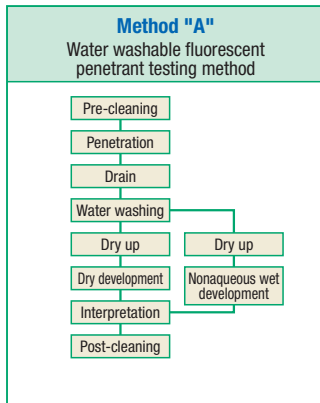 Method "A"
Water washable fluorescent
penetrant testing method
Pre-cleaning
Penetration
Drain
Water washing
Dry up
Dry up
Dry development
Nonaqueous wet
development
Interpretation
Post-cleaning